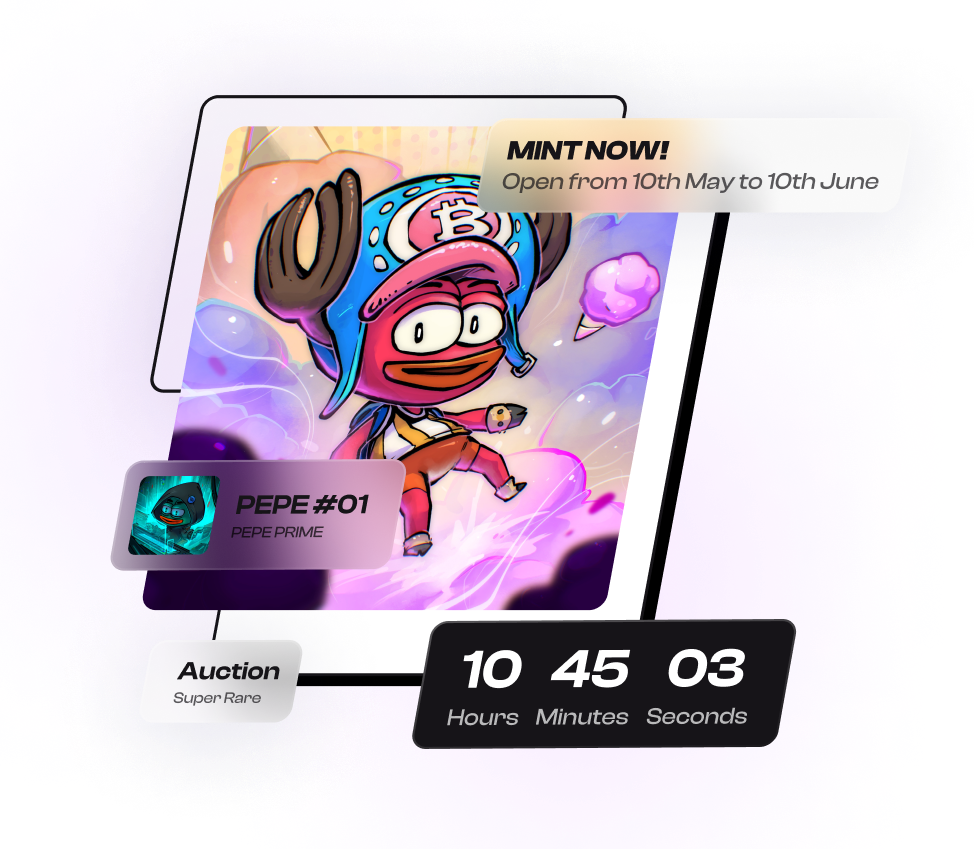 MINT NOW!
Open from 10th May to 10th June
₿
PEPE #01
PEPE PRIME
Auction
Super Rare
10 45 03
Hours Minutes Seconds